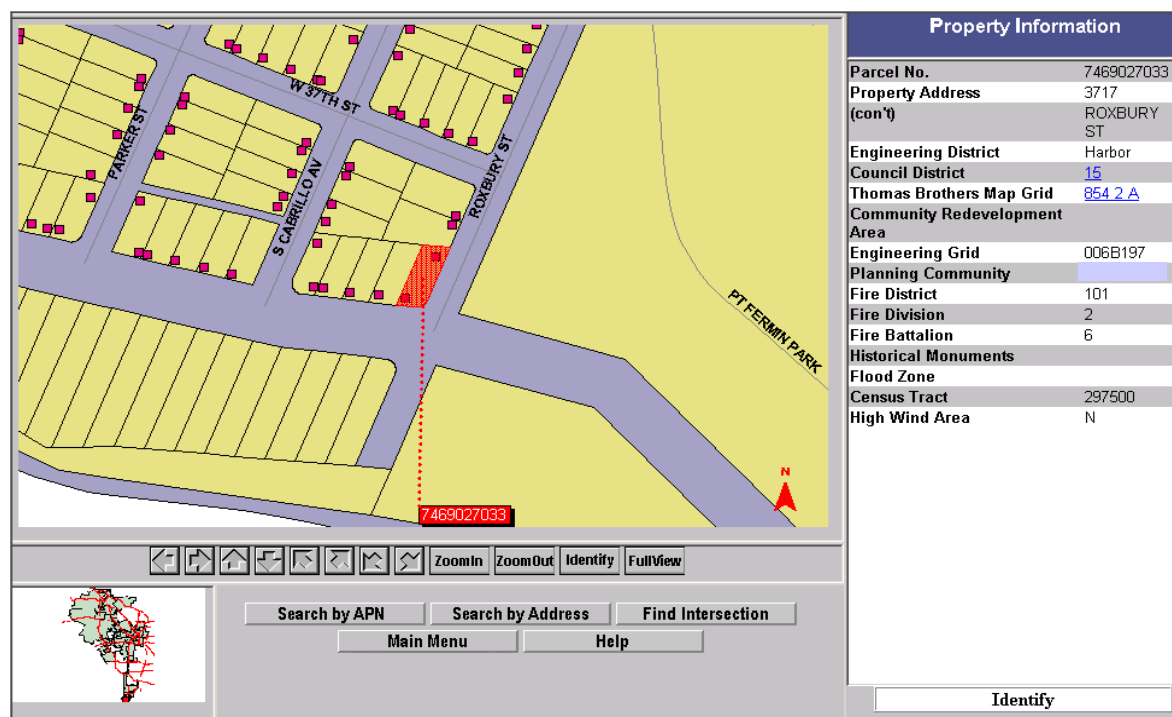 W 37TH ST
PARKER ST
S CABRILLO AV
ROXBURY ST
PT FERMIN PARK
N
7469027033
ZoomIn ZoomOut Identify FullView
Search by APN Search by Address Find Intersection
Main Menu Help
Property Information
Parcel No. 7469027033
Property Address 3717
(con't) ROXBURY
ST
Engineering District Harbor
Council District 15
Thomas Brothers Map Grid 854 2 A
Community Redevelopment
Area
Engineering Grid 006B197
Planning Community
Fire District 101
Fire Division 2
Fire Battalion 6
Historical Monuments
Flood Zone
Census Tract 297500
High Wind Area N
Identify